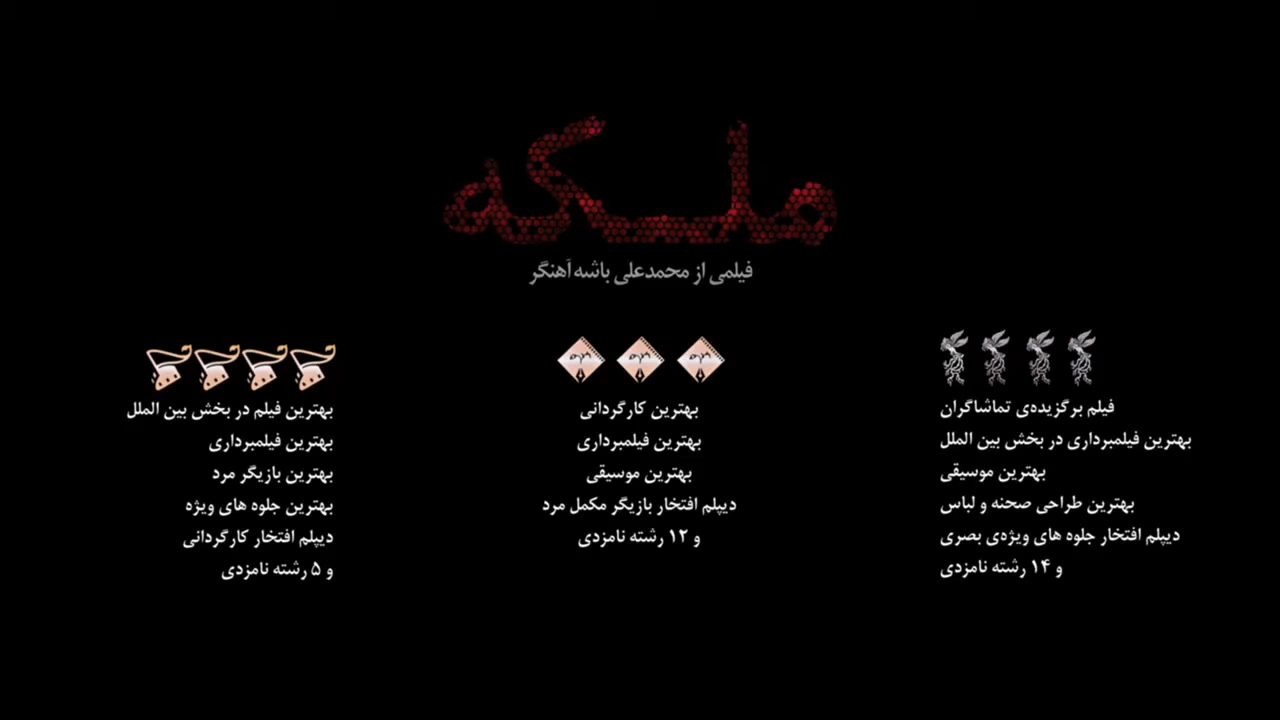 ملکه
فیلمی از محمدعلی باشه آهنگر
فیلم برگزیده‌ی تماشاگران
بهترین فیلمبرداری در بخش بین الملل
بهترین موسیقی
بهترین طراحی صحنه و لباس
دیپلم افتخار جلوه های ویژه‌ی بصری
و ۱۴ رشته نامزدی
بهترین کارگردانی
بهترین فیلمبرداری
بهترین موسیقی
دیپلم افتخار بازیگر مکمل مرد
و ۱۲ رشته نامزدی
بهترین فیلم در بخش بین الملل
بهترین فیلمبرداری
بهترین بازیگر مرد
بهترین جلوه های ویژه
دیپلم افتخار کارگردانی
و ۵ رشته نامزدی